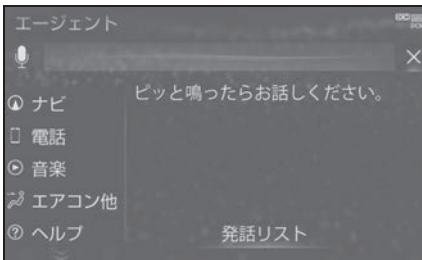 エージェント
ピッと鳴ったらお話しください。
ナビ
電話
音楽
エアコン他
ヘルプ
発話リスト